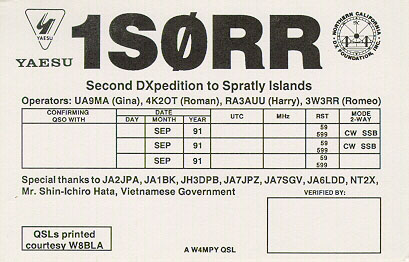 YAESU
1SØRR
NORTHERN CALIFORNIA DX FOUNDATION, INC.
Second DXpedition to Spratly Islands
Operators: UA9MA (Gina), 4K2OT (Roman), RA3AUU (Harry), 3W3RR (Romeo)
CONFIRMING QSO WITH DATE UTC MHz RST MODE 2-WAY
DAY MONTH YEAR
SEP 91 59 599 CW SSB
SEP 91 59 599 CW SSB
SEP 91 59 599
Special thanks to JA2JPA, JA1BK, JH3DPB, JA7JPZ, JA7SGV, JA6LDD, NT2X,
Mr. Shin-Ichiro Hata, Vietnamese Government
VERIFIED BY:
QSLs printed
courtesy W8BLA
A W4MPY QSL